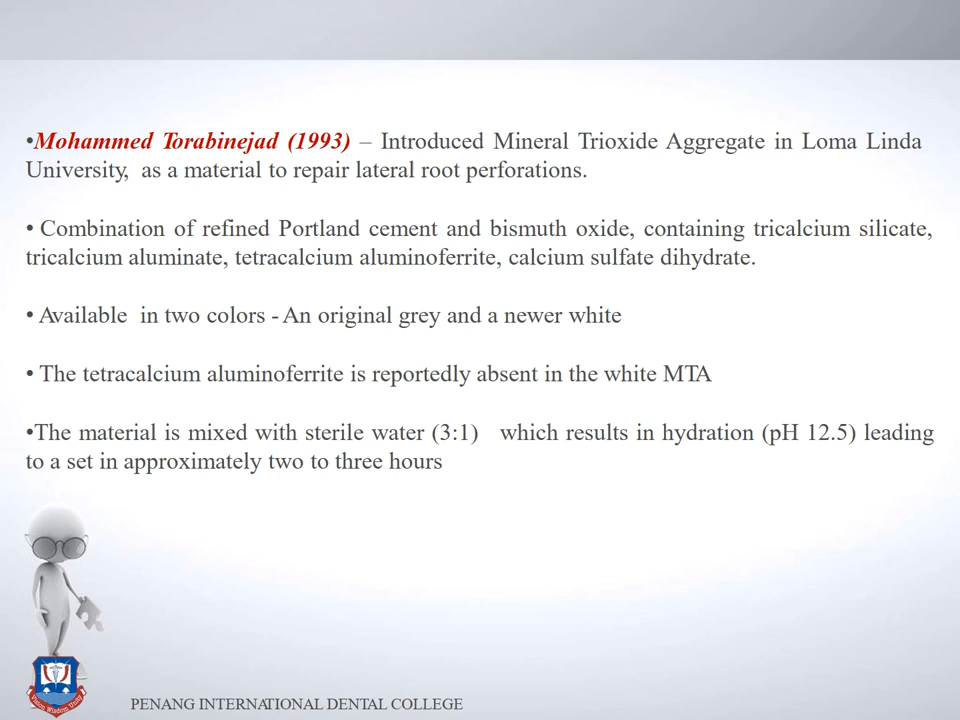 •Mohammed Torabinejad (1993) – Introduced Mineral Trioxide Aggregate in Loma Linda
University, as a material to repair lateral root perforations.
• Combination of refined Portland cement and bismuth oxide, containing tricalcium silicate,
tricalcium aluminate, tetracalcium aluminoferrite, calcium sulfate dihydrate.
• Available in two colors - An original grey and a newer white
• The tetracalcium aluminoferrite is reportedly absent in the white MTA
•The material is mixed with sterile water (3:1) which results in hydration (pH 12.5) leading
to a set in approximately two to three hours
Vision Wisdom Unity
PENANG INTERNATIONAL DENTAL COLLEGE